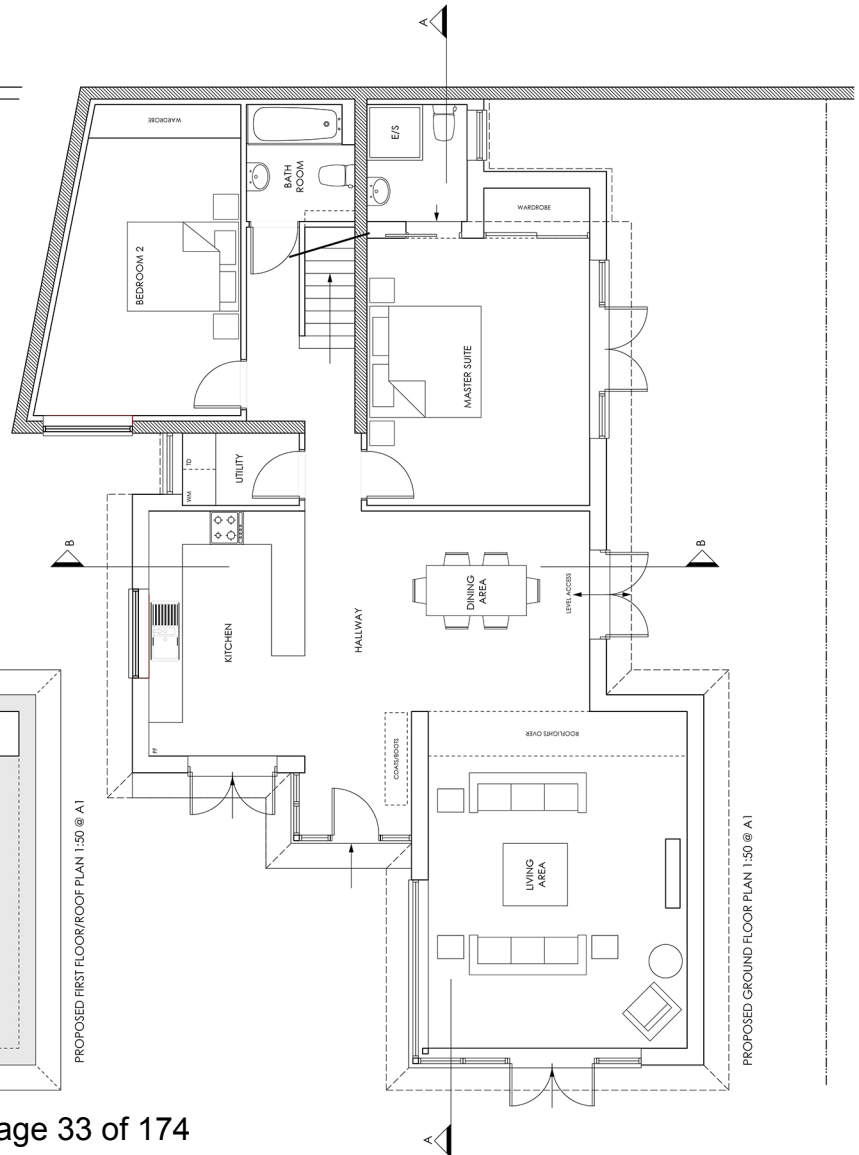 A
WARDROBE
BATH
ROOM
E/S
WARDROBE
BEDROOM 2
MASTER SUITE
TD
WM
UTILITY
B
B
KITCHEN
HALLWAY
DINING
AREA
LEVEL ACCESS
FF
COATS/BOOTS
ROOFLIGHTS OVER
LIVING
AREA
PROPOSED FIRST FLOOR/ROOF PLAN 1:50 @ A1
PROPOSED GROUND FLOOR PLAN 1:50 @ A1
A
age 33 of 174